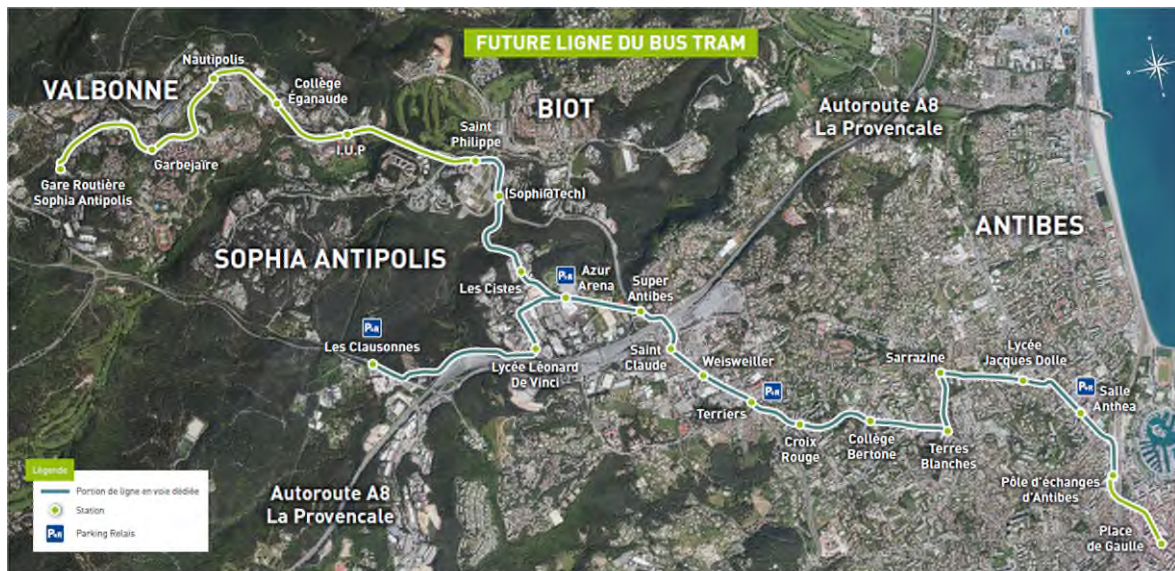 FUTURE LIGNE DU BUS TRAM
VALBONNE
Nautipolis
Collège
Éganaude
BIOT
Autoroute A8
La Provencale
Saint
Philippe
I.U.P
Garbejaïre
Gare Routière
Sophia Antipolis
(Sophi@Tech)
ANTIBES
SOPHIA ANTIPOLIS
Les Cistes
P+R
Azur
Arena
Super
Antibes
P+R
Les Clausonnes
Lycée Léonard
De Vinci
Saint
Claude
Weisweiller
Sarrazine
Lycée
Jacques Dolle
P+R
Salle
Anthea
P+R
Terriers
Croix
Rouge
Collège
Bertone
Terres
Blanches
Pôle d'échanges
d'Antibes
Place
de Gaulle
Autoroute A8
La Provencale
Légende
Portion de ligne en voie dédiée
Station
P+R
Parking Relais